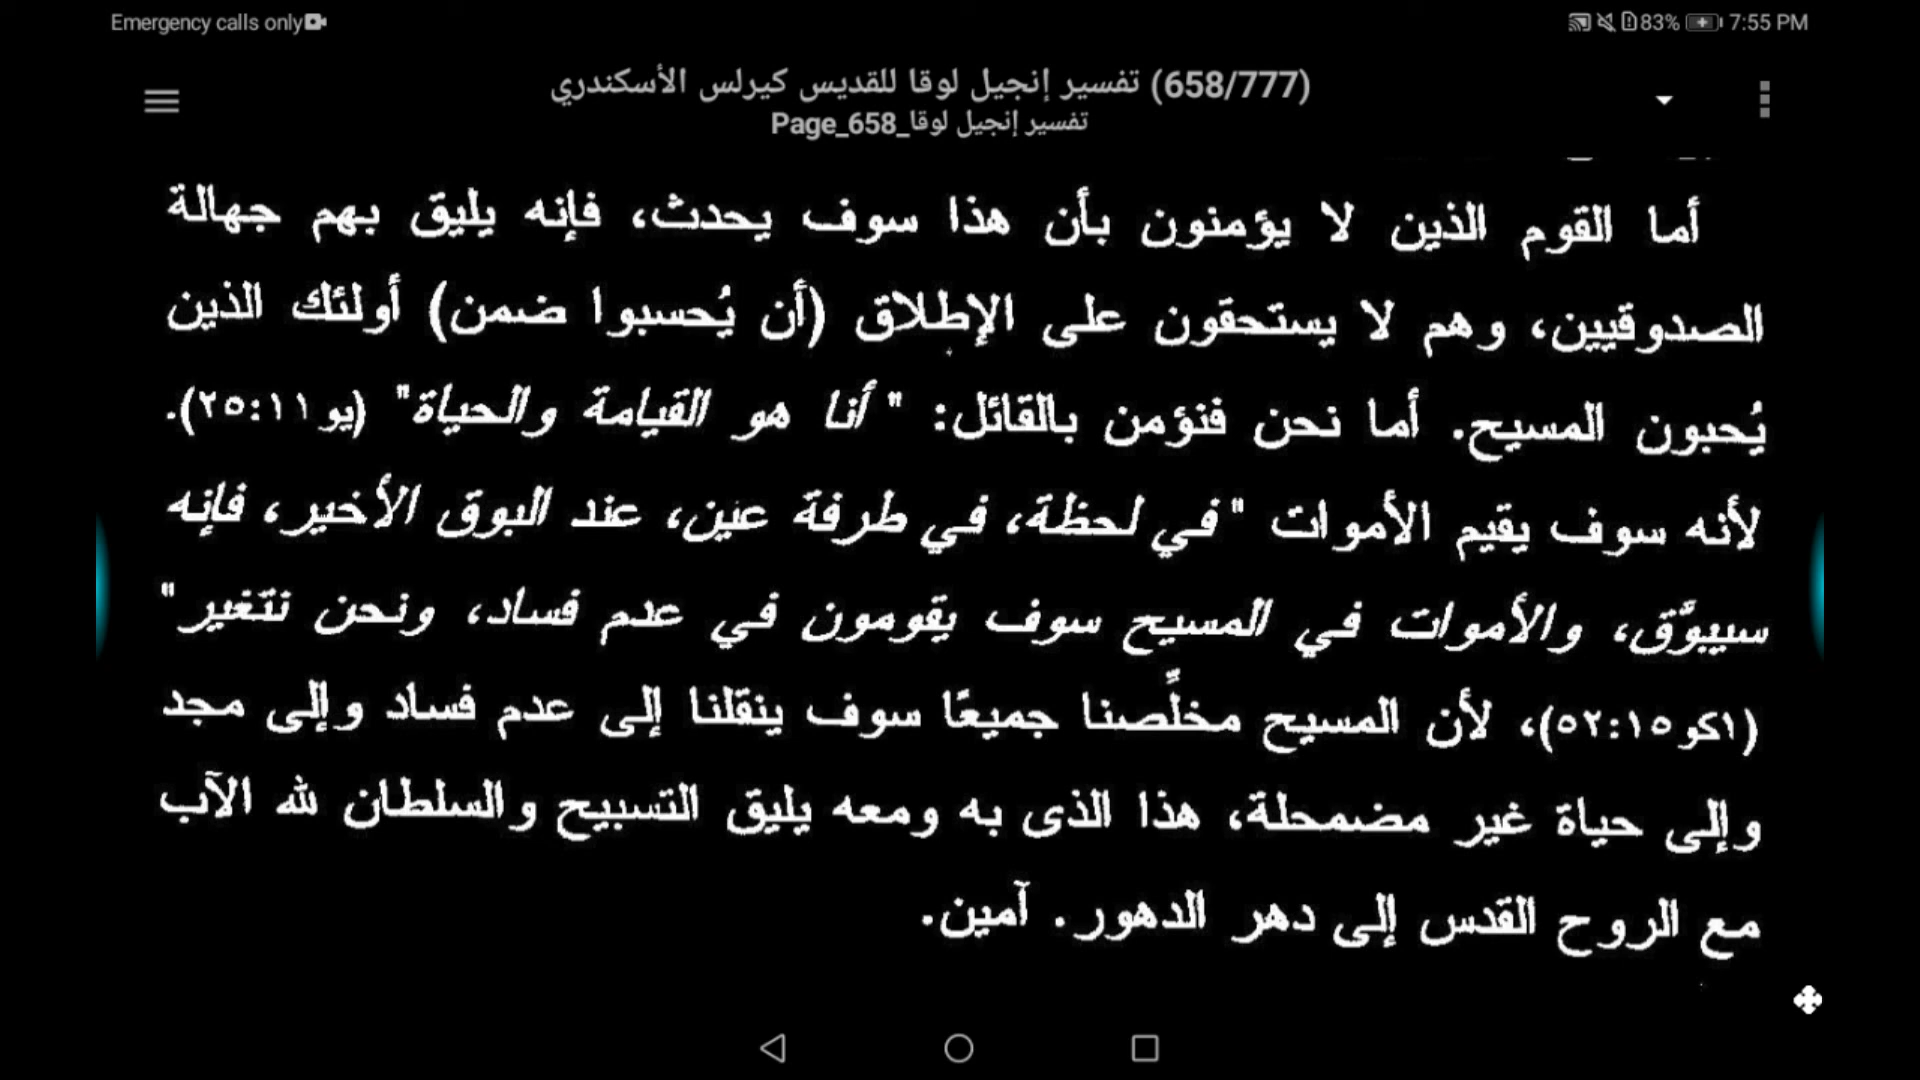 Emergency calls only
83% 7:55 PM
(658/777) تفسير إنجيل لوقا للقديس كيرلس الأسكندري
تفسير إنجيل لوقا_Page_658
أما القوم الذين لا يؤمنون بأن هذا سوف يحدث، فإنه يليق بهم جهالة
الصدوقيين، وهم لا يستحقون على الإطلاق (أن يُحسبوا ضمن) أولئك الذين
يُحبون المسيح. أما نحن فنؤمن بالقائل: "أنا هو القيامة والحياة" (يو١١:٢٥).
لأنه سوف يقيم الأموات "في لحظة، في طرفة عين، عند البوق الأخير، فإنه
سيبوَّق، والأموات في المسيح سوف يقومون في عدم فساد، ونحن نتغير"
(١كو١٥:٥٢)، لأن المسيح مخلِّصنا جميعًا سوف ينقلنا إلى عدم فساد وإلى مجد
وإلى حياة غير مضمحلة، هذا الذى به ومعه يليق التسبيح والسلطان لله الآب
مع الروح القدس إلى دهر الدهور. آمين.